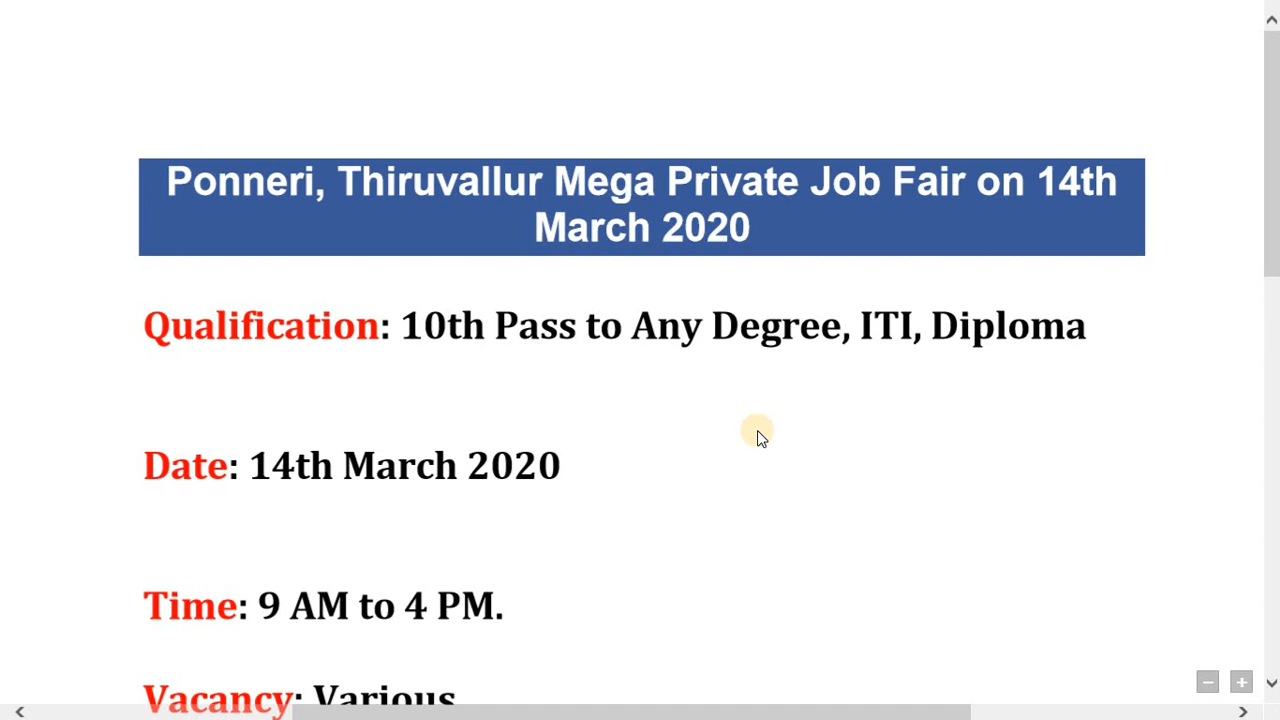 Ponneri, Thiruvallur Mega Private Job Fair on 14th
March 2020
Qualification: 10th Pass to Any Degree, ITI, Diploma
Date: 14th March 2020
Time: 9 AM to 4 PM.
Vacancy: Various